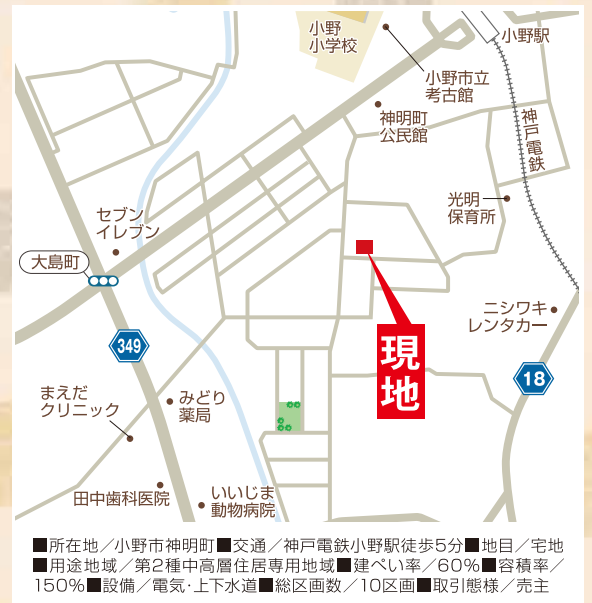 小野
小学校
小野駅
小野市立
考古館
神明町
公民館
神戸電鉄
光明
保育所
セブン
イレブン
大島町
ニシワキ
レンタカー
現地
349
18
まえだ
クリニック
みどり
薬局
田中歯科医院
いいじま
動物病院
■所在地／小野市神明町■交通／神戸電鉄小野駅徒歩5分■地目／宅地
■用途地域／第2種中高層住居専用地域■建ぺい率／60%■容積率／
150%■設備／電気・上下水道■総区画数／10区画■取引態様／売主